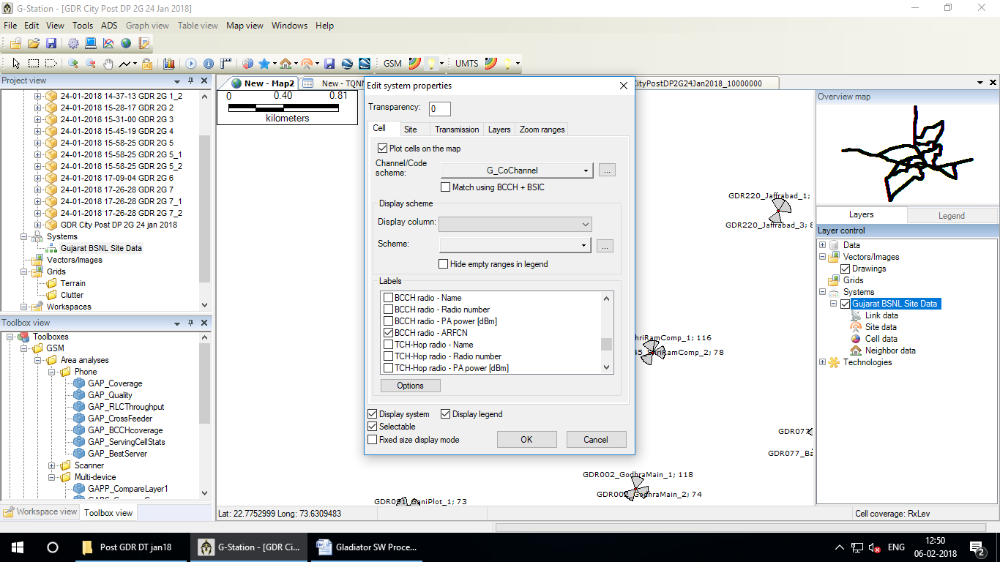 G-Station - [GDR City Post DP 2G 24 Jan 2018]
File Edit View Tools ADS Graph view Table view Map view Windows Help
GSM UMTS
Project view
24-01-2018 14-37-13 GDR 2G 1_2
24-01-2018 15-28-17 GDR 2G 2
24-01-2018 15-31-00 GDR 2G 3
24-01-2018 15-45-19 GDR 2G 4
24-01-2018 15-58-25 GDR 2G 5
24-01-2018 15-58-25 GDR 2G 5_1
24-01-2018 15-58-25 GDR 2G 5_2
24-01-2018 17-09-04 GDR 2G 6
24-01-2018 17-26-28 GDR 2G 7
24-01-2018 17-26-28 GDR 2G 7_1
24-01-2018 17-26-28 GDR 2G 7_2
GDR City Post DP 2G 24 jan 2018
Systems
Gujarat BSNL Site Data
Vectors/Images
Grids
Terrain
Clutter
Workspaces
Toolbox view
Toolboxes
GSM
Area analyses
Phone
GAP_Coverage
GAP_Quality
GAP_RLCThroughput
GAP_CrossFeeder
GAP_BCCHcoverage
GAP_ServingCellStats
GAP_BestServer
Scanner
Multi-device
GAPP_CompareLayer1
Workspace view Toolbox view
New - Map2 New - TQNN
CityPostDP2G24Jan2018_10000000
0 0.40 0.81
kilometers
Edit system properties
Transparency: 0
Cell Site Transmission Layers Zoom ranges
Plot cells on the map
Channel/Code
scheme: G_CoChannel ...
Match using BCCH + BSIC
Display scheme
Display column:
Scheme: ...
Hide empty ranges in legend
Labels
BCCH radio - Name
BCCH radio - Radio number
BCCH radio - PA power [dBm]
BCCH radio - ARFCN
TCH-Hop radio - Name
TCH-Hop radio - Radio number
TCH-Hop radio - PA power [dBm]
Options
Display system Display legend
Selectable
Fixed size display mode OK Cancel
GDR220_Jaffrabad_1;
GDR220_Jaffrabad_3; 8
hriRamComp_1; 116
45_ShriRamComp_2; 78
GDR077
GDR077_Ba
GDR002_GodhraMain_1; 118
GDR002_GodhraMain_2; 74
GDR091_GaniPlot_1; 73
Lat: 22.7752999 Long: 73.6309483
Overview map
Layers Legend
Layer control
Data
Vectors/Images
Drawings
Grids
Systems
Gujarat BSNL Site Data
Link data
Site data
Cell data
Neighbor data
Technologies
Cell coverage: RxLev
Post GDR DT jan18 G-Station - [GDR Ci... Gladiator SW Proce...
ENG
12:50
06-02-2018
2